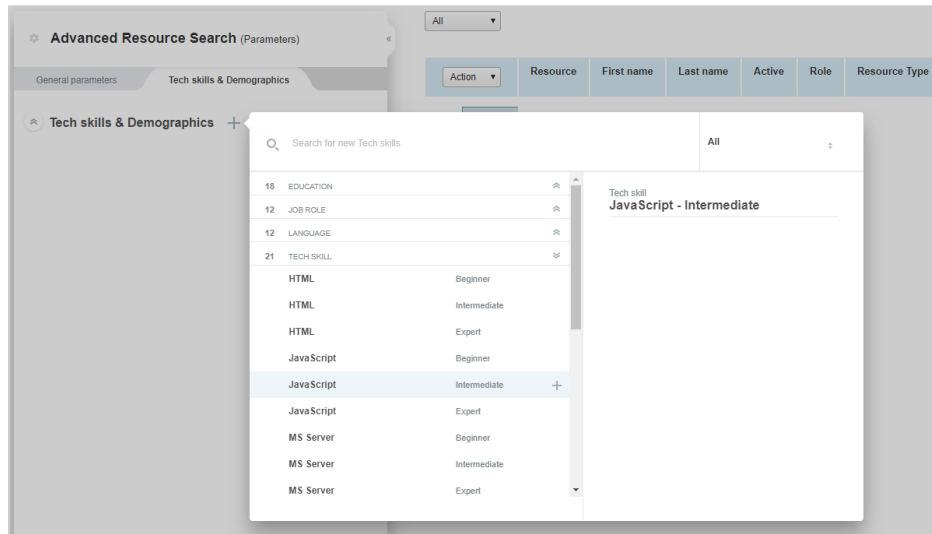 All
Advanced Resource Search (Parameters)
General parameters
Tech skills & Demographics
Action
Resource
First name
Last name
Active
Role
Resource Type
Tech skills & Demographics
Search for new Tech skills
All
18 EDUCATION
12 JOB ROLE
12 LANGUAGE
21 TECH SKILL
HTML Beginner
HTML Intermediate
HTML Expert
JavaScript Beginner
JavaScript Intermediate
JavaScript Expert
MS Server Beginner
MS Server Intermediate
MS Server Expert
Tech skill
JavaScript - Intermediate